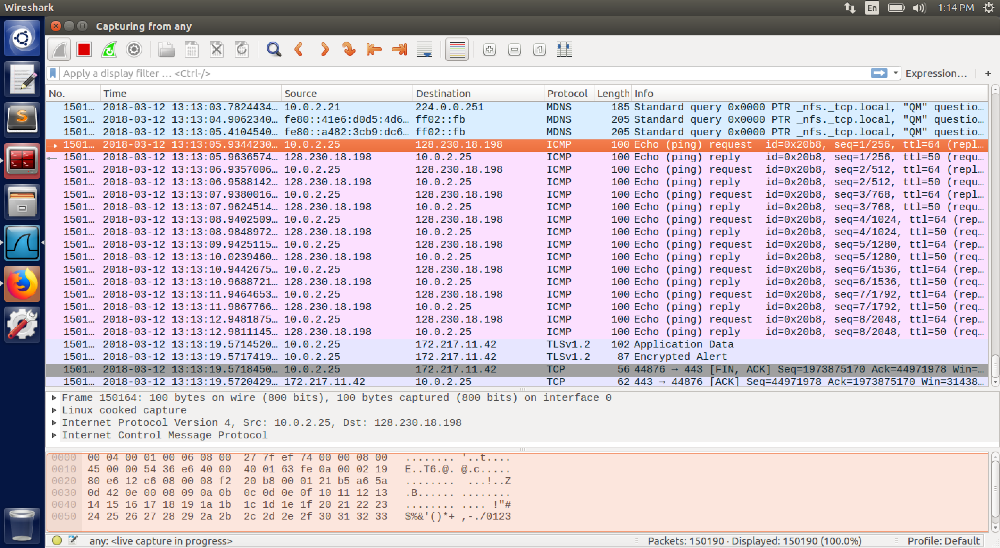 Wireshark
En
1:14 PM
Capturing from any
Apply a display filter … <Ctrl-/>
Expression…
+
No. Time Source Destination Protocol Length Info
1501… 2018-03-12 13:13:03.7824434… 10.0.2.21 224.0.0.251 MDNS 185 Standard query 0x0000 PTR _nfs._tcp.local, "QM" questio…
1501… 2018-03-12 13:13:04.9062340… fe80::41e6:d0d5:4d6… ff02::fb MDNS 205 Standard query 0x0000 PTR _nfs._tcp.local, "QM" questio…
1501… 2018-03-12 13:13:05.4104540… fe80::a482:3cb9:dc6… ff02::fb MDNS 205 Standard query 0x0000 PTR _nfs._tcp.local, "QM" questio…
1501… 2018-03-12 13:13:05.9344230… 10.0.2.25 128.230.18.198 ICMP 100 Echo (ping) request id=0x20b8, seq=1/256, ttl=64 (repl…
1501… 2018-03-12 13:13:05.9636574… 128.230.18.198 10.0.2.25 ICMP 100 Echo (ping) reply id=0x20b8, seq=1/256, ttl=50 (requ…
1501… 2018-03-12 13:13:06.9357006… 10.0.2.25 128.230.18.198 ICMP 100 Echo (ping) request id=0x20b8, seq=2/512, ttl=64 (repl…
1501… 2018-03-12 13:13:06.9588142… 128.230.18.198 10.0.2.25 ICMP 100 Echo (ping) reply id=0x20b8, seq=2/512, ttl=50 (requ…
1501… 2018-03-12 13:13:07.9380016… 10.0.2.25 128.230.18.198 ICMP 100 Echo (ping) request id=0x20b8, seq=3/768, ttl=64 (repl…
1501… 2018-03-12 13:13:07.9624514… 128.230.18.198 10.0.2.25 ICMP 100 Echo (ping) reply id=0x20b8, seq=3/768, ttl=50 (requ…
1501… 2018-03-12 13:13:08.9402509… 10.0.2.25 128.230.18.198 ICMP 100 Echo (ping) request id=0x20b8, seq=4/1024, ttl=64 (rep…
1501… 2018-03-12 13:13:08.9848972… 128.230.18.198 10.0.2.25 ICMP 100 Echo (ping) reply id=0x20b8, seq=4/1024, ttl=50 (req…
1501… 2018-03-12 13:13:09.9425115… 10.0.2.25 128.230.18.198 ICMP 100 Echo (ping) request id=0x20b8, seq=5/1280, ttl=64 (rep…
1501… 2018-03-12 13:13:10.0239460… 128.230.18.198 10.0.2.25 ICMP 100 Echo (ping) reply id=0x20b8, seq=5/1280, ttl=50 (req…
1501… 2018-03-12 13:13:10.9442675… 10.0.2.25 128.230.18.198 ICMP 100 Echo (ping) request id=0x20b8, seq=6/1536, ttl=64 (rep…
1501… 2018-03-12 13:13:10.9688721… 128.230.18.198 10.0.2.25 ICMP 100 Echo (ping) reply id=0x20b8, seq=6/1536, ttl=50 (req…
1501… 2018-03-12 13:13:11.9464653… 10.0.2.25 128.230.18.198 ICMP 100 Echo (ping) request id=0x20b8, seq=7/1792, ttl=64 (rep…
1501… 2018-03-12 13:13:11.9867766… 128.230.18.198 10.0.2.25 ICMP 100 Echo (ping) reply id=0x20b8, seq=7/1792, ttl=50 (req…
1501… 2018-03-12 13:13:12.9481875… 10.0.2.25 128.230.18.198 ICMP 100 Echo (ping) request id=0x20b8, seq=8/2048, ttl=64 (rep…
1501… 2018-03-12 13:13:12.9811145… 128.230.18.198 10.0.2.25 ICMP 100 Echo (ping) reply id=0x20b8, seq=8/2048, ttl=50 (req…
1501… 2018-03-12 13:13:19.5714520… 10.0.2.25 172.217.11.42 TLSv1.2 102 Application Data
1501… 2018-03-12 13:13:19.5717419… 10.0.2.25 172.217.11.42 TLSv1.2 87 Encrypted Alert
1501… 2018-03-12 13:13:19.5718450… 10.0.2.25 172.217.11.42 TCP 56 44876 → 443 [FIN, ACK] Seq=1973875170 Ack=44971978 Win=…
1501… 2018-03-12 13:13:19.5720429… 172.217.11.42 10.0.2.25 TCP 62 443 → 44876 [ACK] Seq=44971978 Ack=1973875170 Win=31438…
Frame 150164: 100 bytes on wire (800 bits), 100 bytes captured (800 bits) on interface 0
Linux cooked capture
Internet Protocol Version 4, Src: 10.0.2.25, Dst: 128.230.18.198
Internet Control Message Protocol
0000 00 04 00 01 00 06 08 00 27 7f ef 74 00 00 08 00 ........ '..t....
0010 45 00 00 54 36 e6 40 00 40 01 63 fe 0a 00 02 19 E..T6.@. @.c.....
0020 80 e6 12 c6 08 00 08 f2 20 b8 00 01 21 b5 a6 5a ........ ...!..Z
0030 0d 42 0e 00 08 09 0a 0b 0c 0d 0e 0f 10 11 12 13 .B...... ........
0040 14 15 16 17 18 19 1a 1b 1c 1d 1e 1f 20 21 22 23 ........ .... !"#
0050 24 25 26 27 28 29 2a 2b 2c 2d 2e 2f 30 31 32 33 $%&'()*+ ,-./0123
any: <live capture in progress>
Packets: 150190 · Displayed: 150190 (100.0%)
Profile: Default